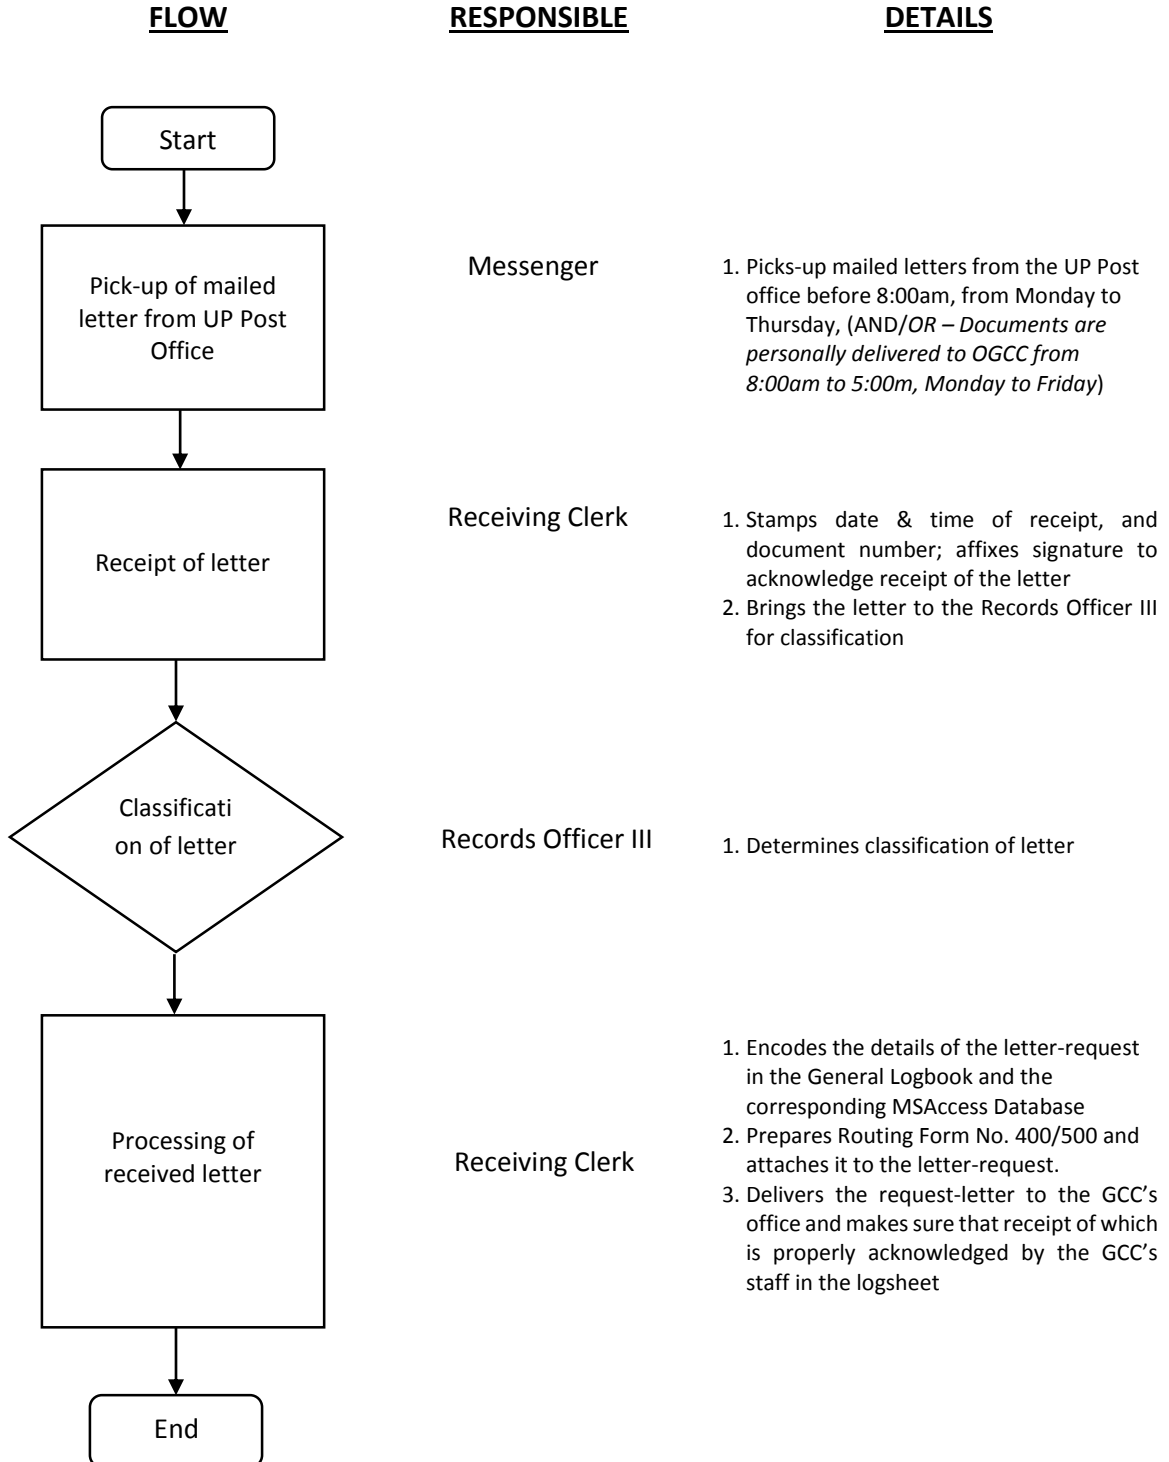 FLOW RESPONSIBLE DETAILS
Start
Pick-up of mailed
letter from UP Post
Office
Messenger
1. Picks-up mailed letters from the UP Post
office before 8:00am, from Monday to
Thursday, (AND/OR – Documents are
personally delivered to OGCC from
8:00am to 5:00m, Monday to Friday)
Receipt of letter
Receiving Clerk
1. Stamps date & time of receipt, and
document number; affixes signature to
acknowledge receipt of the letter
2. Brings the letter to the Records Officer III
for classification
Classificati
on of letter
Records Officer III
1. Determines classification of letter
Processing of
received letter
Receiving Clerk
1. Encodes the details of the letter-request
in the General Logbook and the
corresponding MSAccess Database
2. Prepares Routing Form No. 400/500 and
attaches it to the letter-request.
3. Delivers the request-letter to the GCC’s
office and makes sure that receipt of which
is properly acknowledged by the GCC’s
staff in the logsheet
End